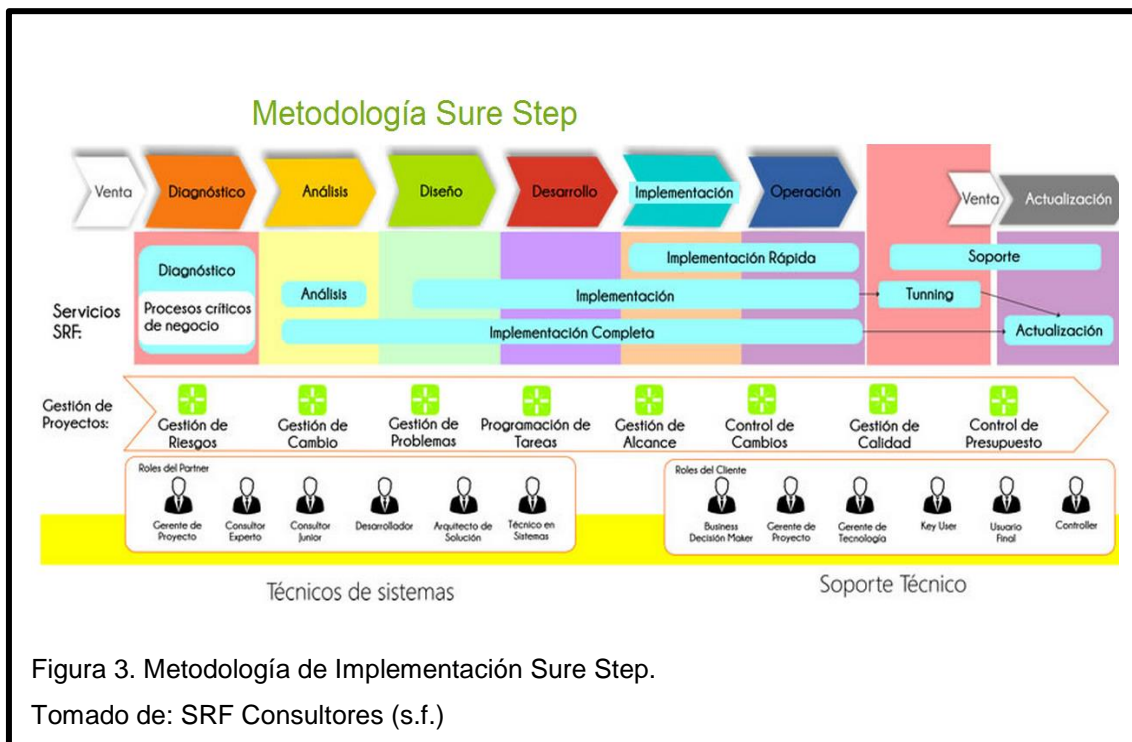 Metodología Sure Step
Venta
Diagnóstico
Análisis
Diseño
Desarrollo
Implementación
Operación
Venta
Actualización
Servicios
SRF:
Diagnóstico
Procesos críticos
de negocio
Análisis
Implementación Rápida
Implementación
Implementación Completa
Soporte
Tunning
Actualización
Gestión de
Proyectos:
Gestión de
Riesgos
Gestión de
Cambio
Gestión de
Problemas
Programación de
Tareas
Gestión de
Alcance
Control de
Cambios
Gestión de
Calidad
Control de
Presupuesto
Roles del Partner
Gerente de
Proyecto
Consultor
Experto
Consultor
Junior
Desarrollador
Arquitecto de
Solución
Técnico en
Sistemas
Roles del Cliente
Business
Decisión Maker
Gerente de
Proyecto
Gerente de
Tecnología
Key User
Usuario
Final
Controller
Técnicos de sistemas
Soporte Técnico
Figura 3. Metodología de Implementación Sure Step.
Tomado de: SRF Consultores (s.f.)